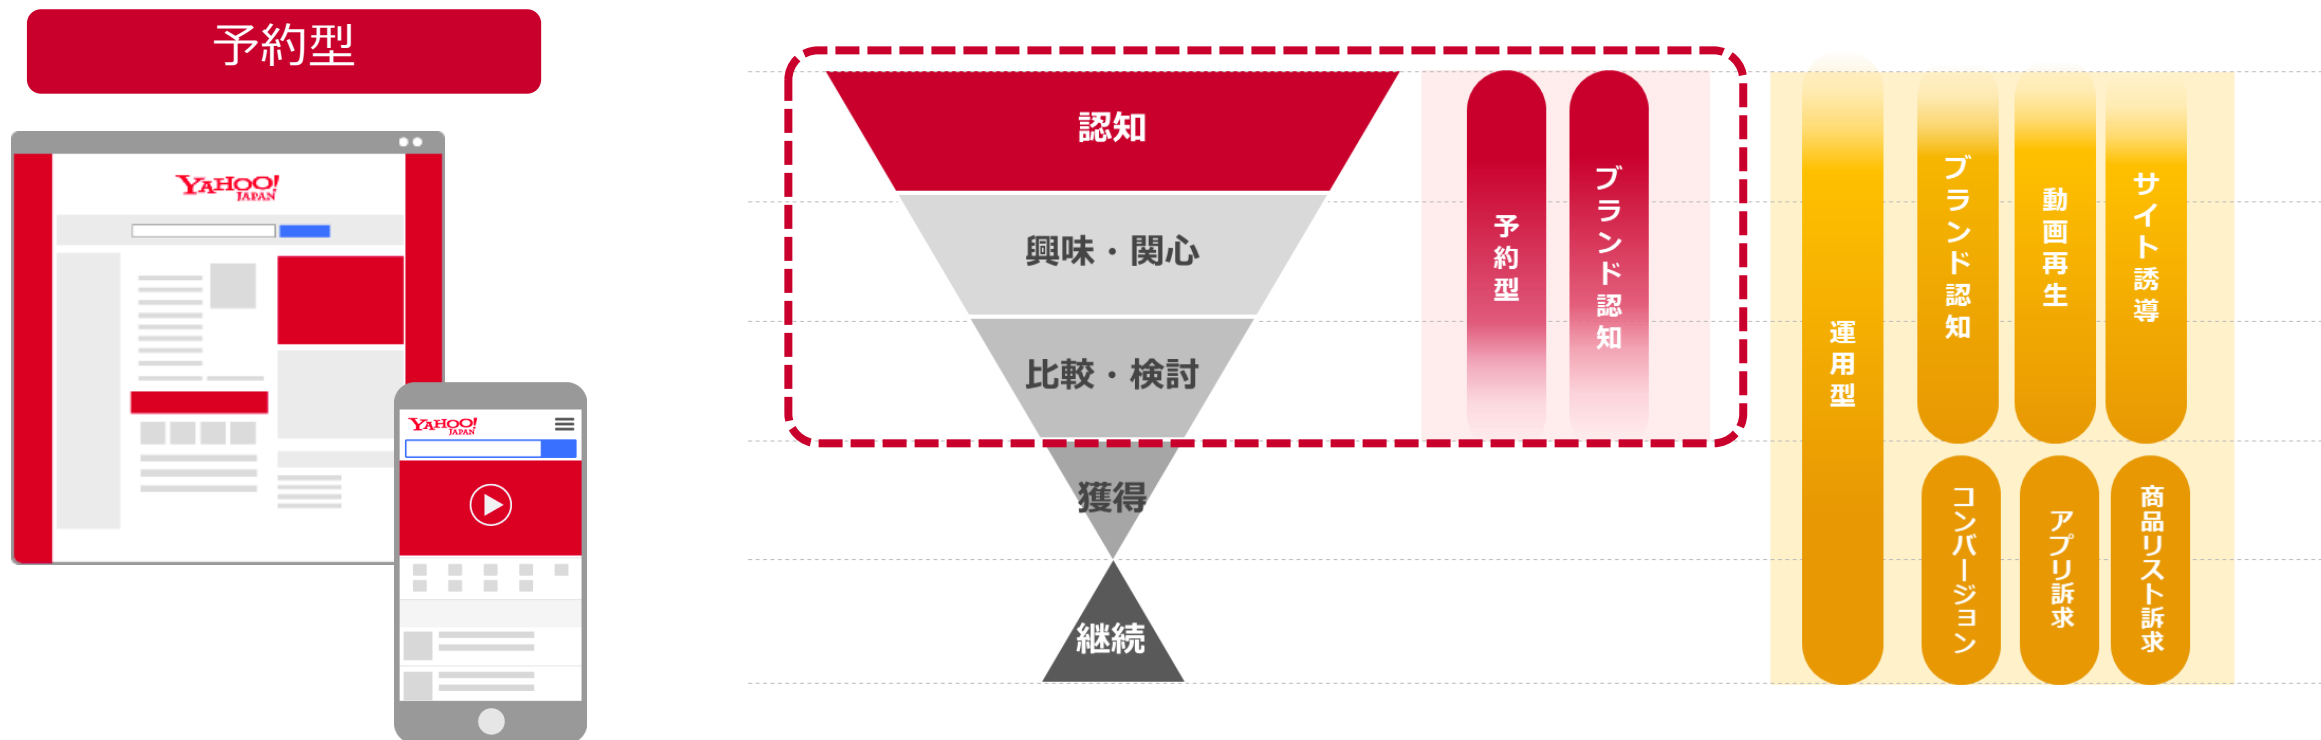 予約型
YAHOO!
JAPAN
YAHOO!
JAPAN
認知
興味・関心
比較・検討
獲得
継続
予約型
ブランド認知
運用型
ブランド認知
動画再生
サイト誘導
コンバージョン
アプリ訴求
商品リスト訴求